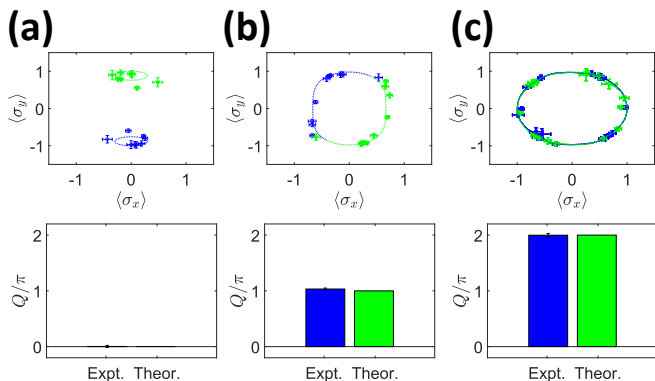 (a) (b) (c)
⟨σy⟩ 1 0 -1
-1 0 1
⟨σx⟩
⟨σy⟩ 1 0 -1
-1 0 1
⟨σx⟩
⟨σy⟩ 1 0 -1
-1 0 1
⟨σx⟩
Q/π 2 1 0
Expt. Theor.
Q/π 2 1 0
Expt. Theor.
Q/π 2 1 0
Expt. Theor.